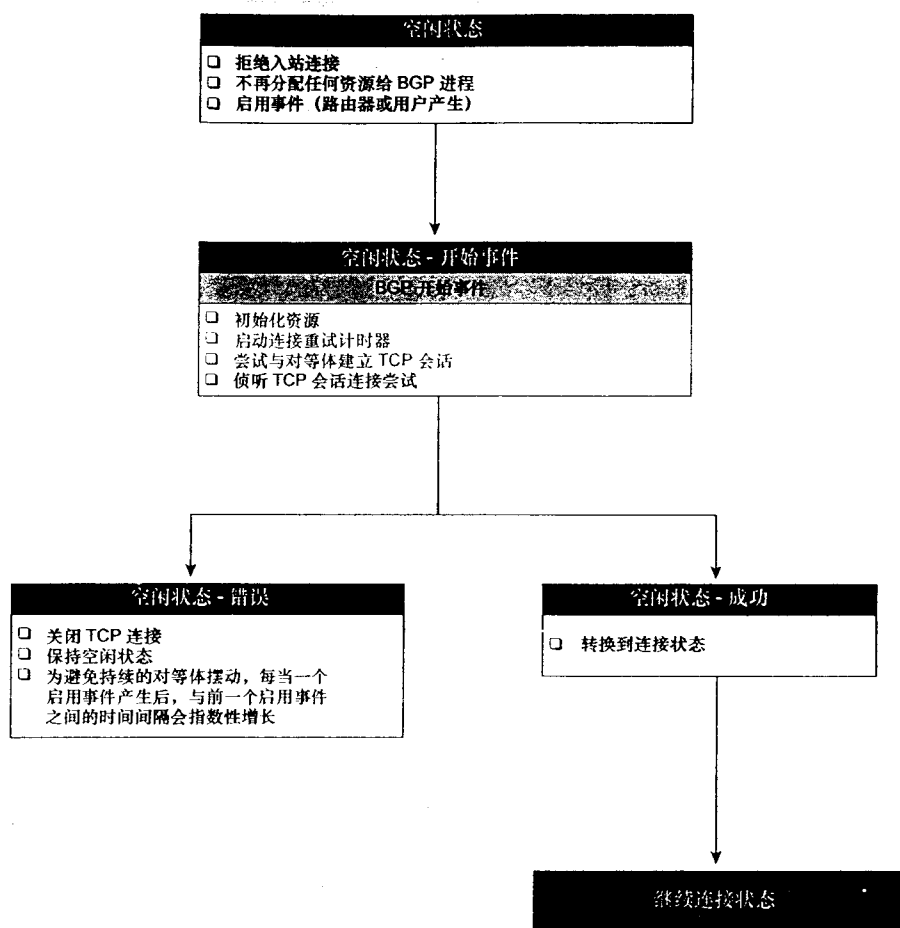 空闲状态
❑ 拒绝入站连接
❑ 不再分配任何资源给 BGP 进程
❑ 启用事件（路由器或用户产生）
空闲状态 - 开始事件
BGP 开始事件
❑ 初始化资源
❑ 启动连接重试计时器
❑ 尝试与对等体建立 TCP 会话
❑ 侦听 TCP 会话连接尝试
空闲状态 - 错误
❑ 关闭 TCP 连接
❑ 保持空闲状态
❑ 为避免持续的对等体摆动，每当一个
启用事件产生后，与前一个启用事件
之间的时间间隔会指数性增长
空闲状态 - 成功
❑ 转换到连接状态
继续连接状态